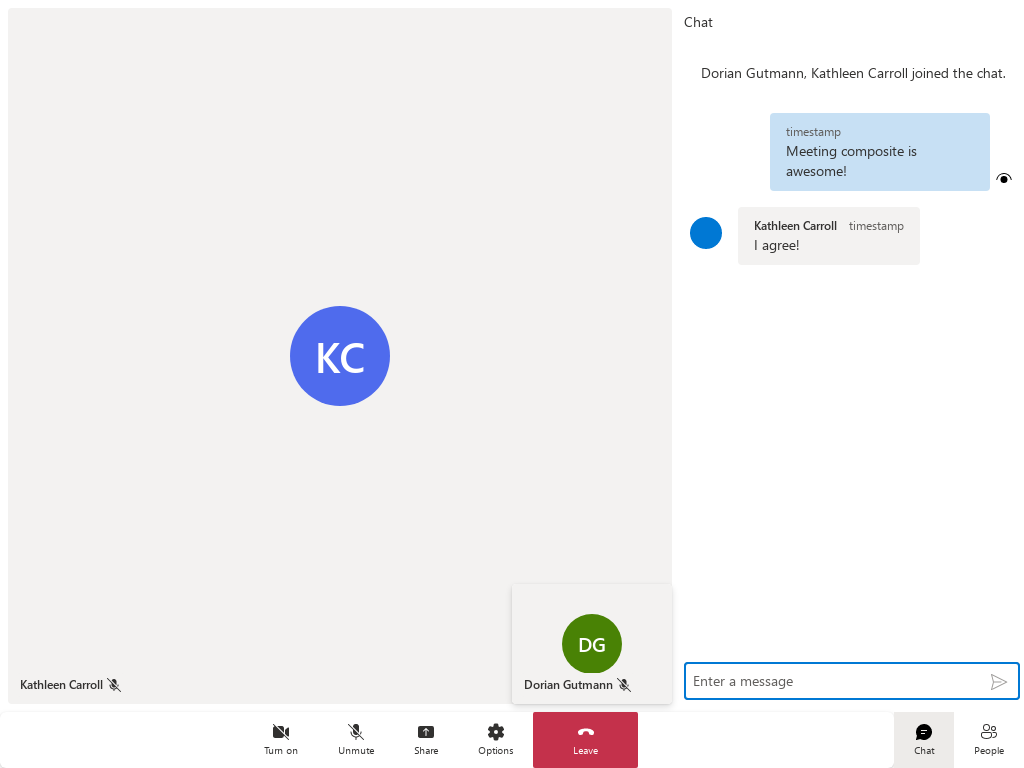 Chat
Dorian Gutmann, Kathleen Carroll joined the chat.
timestamp
Meeting composite is
awesome!
Kathleen Carroll timestamp
I agree!
KC
DG
Kathleen Carroll
Dorian Gutmann
Enter a message
Turn on
Unmute
Share
Options
Leave
Chat
People